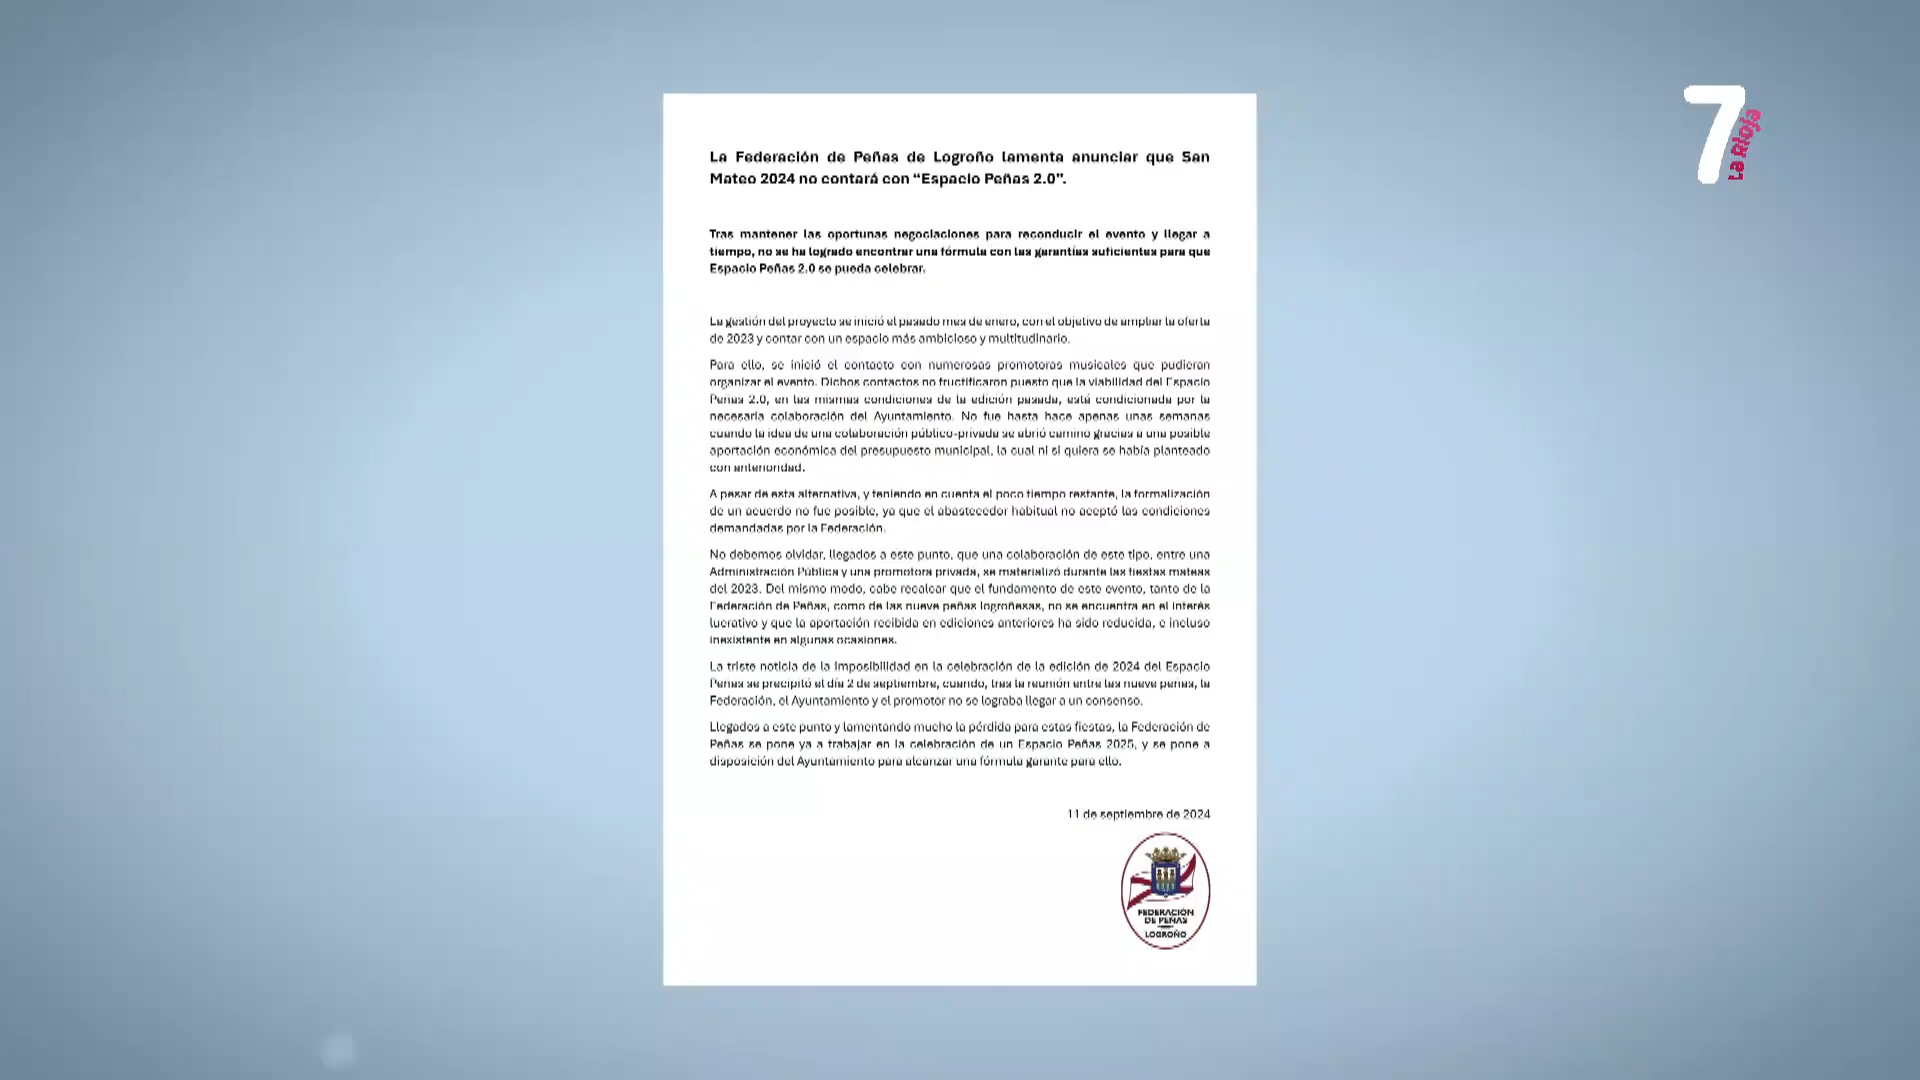 7
La Rioja
La Federación de Peñas de Logroño lamenta anunciar que San
Mateo 2024 no contará con “Espacio Peñas 2.0”.
Tras mantener las oportunas negociaciones para reconducir el evento y llegar a
tiempo, no se ha logrado encontrar una fórmula con las garantías suficientes para que
Espacio Peñas 2.0 se pueda celebrar.
La gestión del proyecto se inició el pasado mes de enero, con el objetivo de ampliar la oferta
de 2023 y contar con un espacio más ambicioso y multitudinario.
Para ello, se inició el contacto con numerosas promotoras musicales que pudieran
organizar el evento. Dichos contactos no fructificaron puesto que la viabilidad del Espacio
Peñas 2.0, en las mismas condiciones de la edición pasada, está condicionada por la
necesaria colaboración del Ayuntamiento. No fue hasta hace apenas unas semanas
cuando la idea de una colaboración público-privada se abrió camino gracias a una posible
aportación económica del presupuesto municipal, la cual ni si quiera se había planteado
con anterioridad.
A pesar de esta alternativa, y teniendo en cuenta el poco tiempo restante, la formalización
de un acuerdo no fue posible, ya que el abastecedor habitual no aceptó las condiciones
demandadas por la Federación.
No debemos olvidar, llegados a este punto, que una colaboración de este tipo, entre una
Administración Pública y una promotora privada, se materializó durante las fiestas mateas
del 2023. Del mismo modo, cabe recalcar que el fundamento de este evento, tanto de la
Federación de Peñas, como de las nueve peñas logroñesas, no se encuentra en el interés
lucrativo y que la aportación recibida en ediciones anteriores ha sido reducida, e incluso
inexistente en algunas ocasiones.
La triste noticia de la imposibilidad en la celebración de la edición de 2024 del Espacio
Peñas se precipitó el día 2 de septiembre, cuando, tras la reunión entre las nueve peñas, la
Federación, el Ayuntamiento y el promotor no se lograba llegar a un consenso.
Llegados a este punto y lamentando mucho la pérdida para estas fiestas, la Federación de
Peñas se pone ya a trabajar en la celebración de un Espacio Peñas 2025, y se pone a
disposición del Ayuntamiento para alcanzar una fórmula garante para ello.
11 de septiembre de 2024
FEDERACIÓN
DE PEÑAS
LOGROÑO